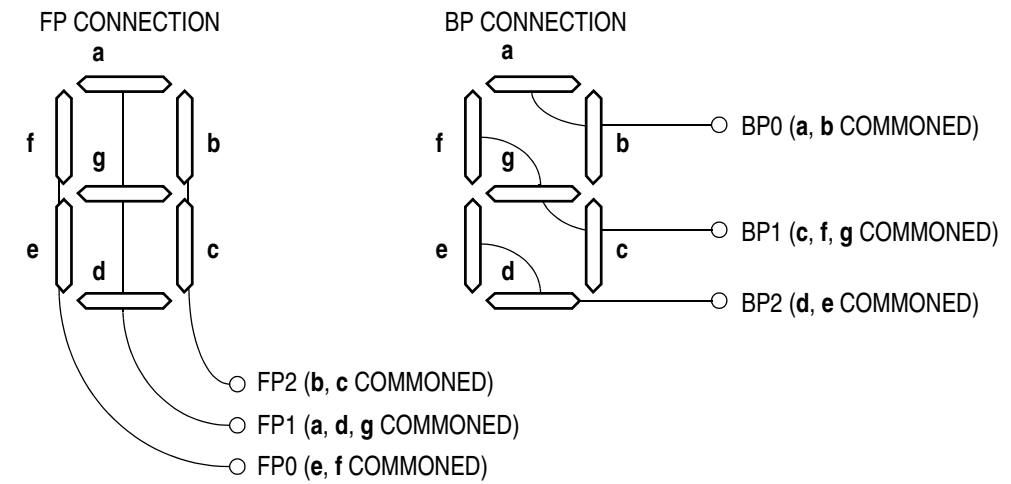 FP CONNECTION
a
f
b
g
e
c
d
FP2 (b, c COMMONED)
FP1 (a, d, g COMMONED)
FP0 (e, f COMMONED)
BP CONNECTION
a
f
b
g
e
c
d
BP0 (a, b COMMONED)
BP1 (c, f, g COMMONED)
BP2 (d, e COMMONED)